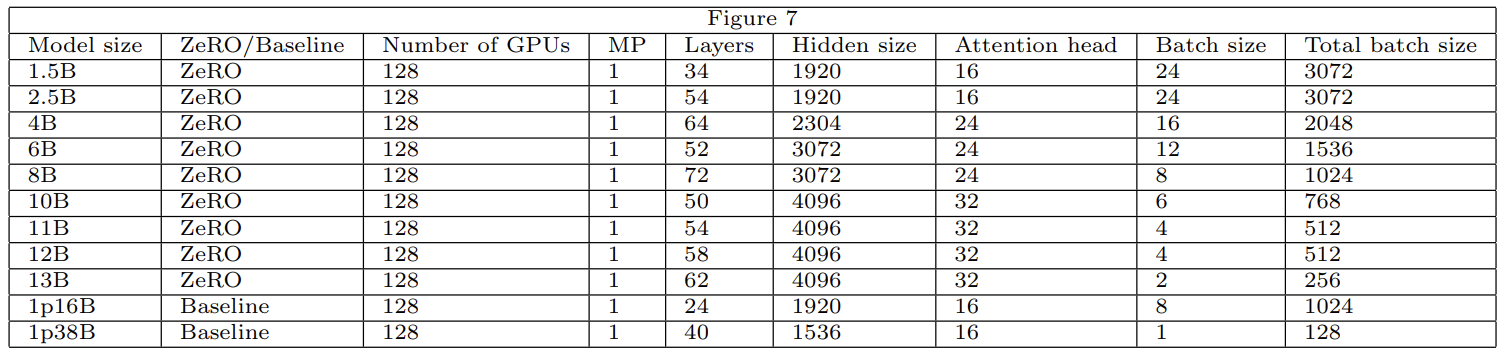 Figure 7
Model size ZeRO/Baseline Number of GPUs MP Layers Hidden size Attention head Batch size Total batch size
1.5B ZeRO 128 1 34 1920 16 24 3072
2.5B ZeRO 128 1 54 1920 16 24 3072
4B ZeRO 128 1 64 2304 24 16 2048
6B ZeRO 128 1 52 3072 24 12 1536
8B ZeRO 128 1 72 3072 24 8 1024
10B ZeRO 128 1 50 4096 32 6 768
11B ZeRO 128 1 54 4096 32 4 512
12B ZeRO 128 1 58 4096 32 4 512
13B ZeRO 128 1 62 4096 32 2 256
1p16B Baseline 128 1 24 1920 16 8 1024
1p38B Baseline 128 1 40 1536 16 1 128